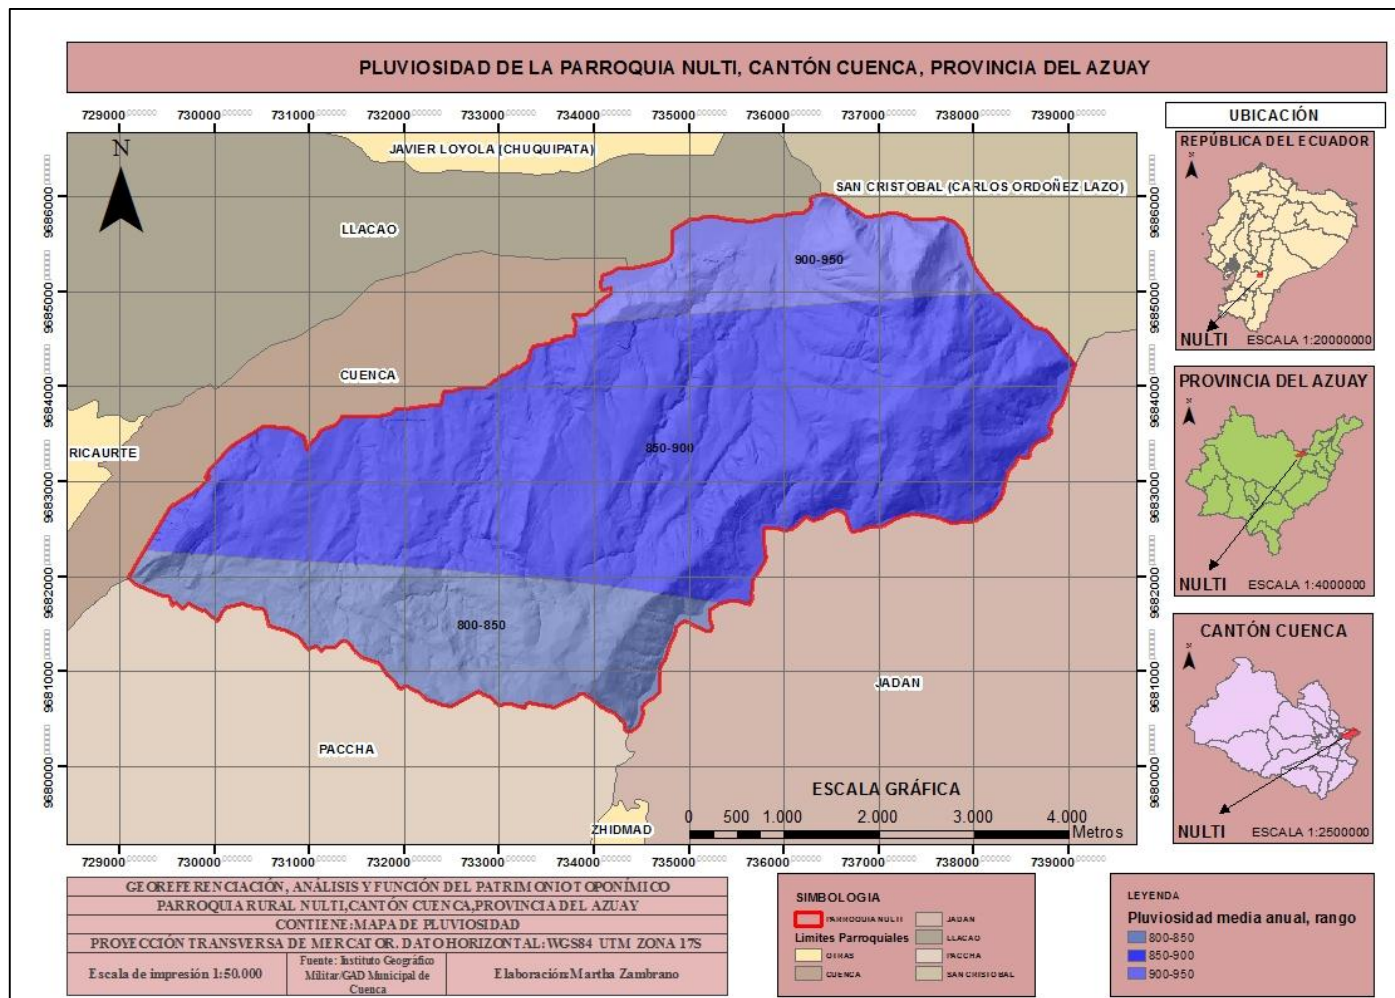 PLUVIOSIDAD DE LA PARROQUIA NULTI, CANTÓN CUENCA, PROVINCIA DEL AZUAY
729000 730000 731000 732000 733000 734000 735000 736000 737000 738000 739000
N
JAVIER LOYOLA (CHUQUIPATA)
SAN CRISTOBAL (CARLOS ORDOÑEZ LAZO)
LLACAO
900-950
CUENCA
RICAURTE
850-900
800-850
JADAN
PACCHA
ZHIDMAD
9686000 9686000
9685000 9685000
9684000 9684000
9683000 9683000
9682000 9682000
9681000 9681000
9680000 9680000
ESCALA GRÁFICA
0 500 1.000 2.000 3.000 4.000
Metros
729000 730000 731000 732000 733000 734000 735000 736000 737000 738000 739000
UBICACIÓN
REPÚBLICA DEL ECUADOR
NULTI ESCALA 1:20000000
PROVINCIA DEL AZUAY
NULTI ESCALA 1:4000000
CANTÓN CUENCA
NULTI ESCALA 1:2500000
GEOREFERENCIACIÓN, ANÁLISIS Y FUNCIÓN DEL PATRIMONIO TOPONÍMICO
PARROQUIA RURAL NULTI,CANTÓN CUENCA,PROVINCIA DEL AZUAY
CONTIENE:MAPA DE PLUVIOSIDAD
PROYECCIÓN TRANSVERSA DE MERCATOR. DATO HORIZONTAL:WGS84 UTM ZONA 17S
Escala de impresión 1:50.000
Fuente: Instituto Geográfico
Militar/GAD Municipal de
Cuenca
Elaboración:Martha Zambrano
SIMBOLOGIA
PARROQUIA NULTI
Limites Parroquiales
OTRAS
CUENCA
JADAN
LLACAO
PACCHA
SAN CRISTOBAL
LEYENDA
Pluviosidad media anual, rango
800-850
850-900
900-950